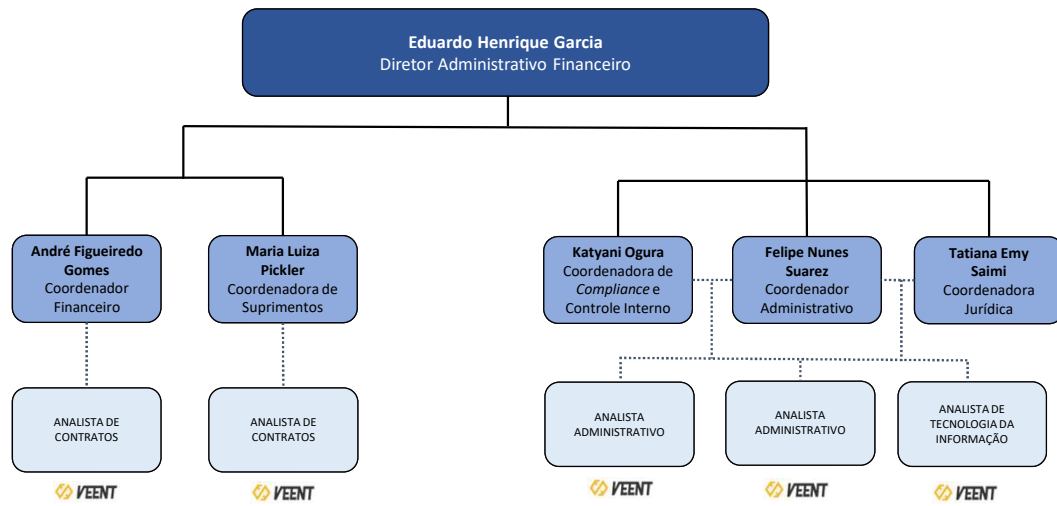 Eduardo Henrique Garcia
Diretor Administrativo Financeiro
André Figueiredo
Gomes
Coordenador
Financeiro
Maria Luiza
Pickler
Coordenadora de
Suprimentos
Katyani Ogura
Coordenadora de
Compliance e
Controle Interno
Felipe Nunes
Suarez
Coordenador
Administrativo
Tatiana Emy
Saimi
Coordenadora
Jurídica
ANALISTA DE
CONTRATOS
ANALISTA DE
CONTRATOS
ANALISTA
ADMINISTRATIVO
ANALISTA
ADMINISTRATIVO
ANALISTA DE
TECNOLOGIA DA
INFORMAÇÃO
VEENT
VEENT
VEENT
VEENT
VEENT